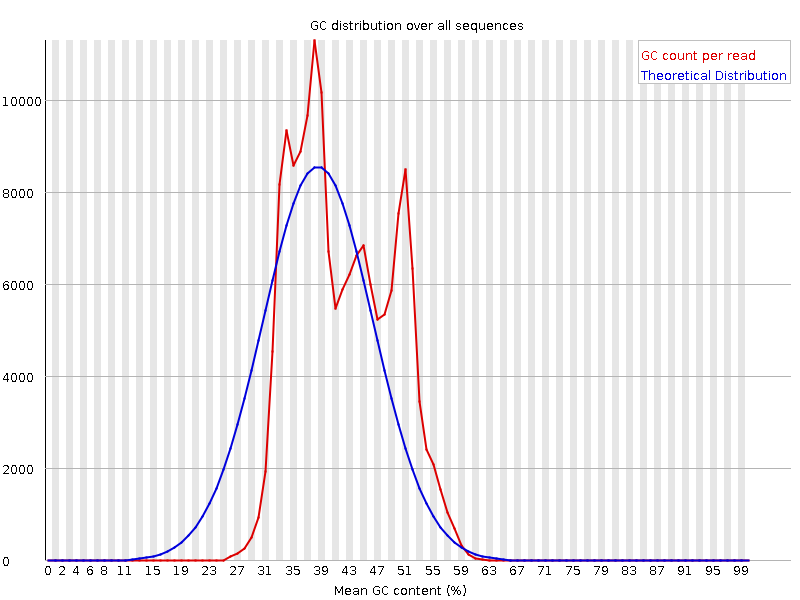 GC distribution over all sequences
GC count per read
Theoretical Distribution
10000
8000
6000
4000
2000
0
0 2 4 6 8 11 15 19 23 27 31 35 39 43 47 51 55 59 63 67 71 75 79 83 87 91 95 99
Mean GC content (%)